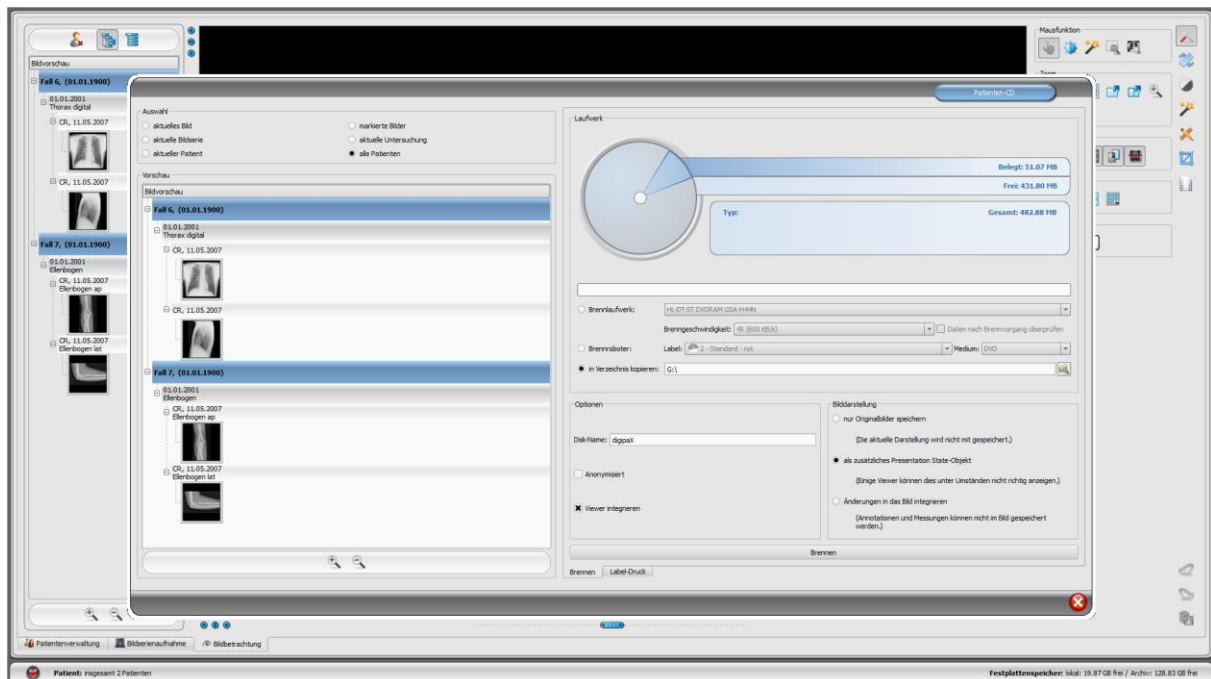 Bildvorschau
Fall 6, (01.01.1900)
01.01.2001
Thorax digital
CR, 11.05.2007
CR, 11.05.2007
Fall 7, (01.01.1900)
01.01.2001
Ellenbogen
CR, 11.05.2007
Ellenbogen ap
CR, 11.05.2007
Ellenbogen lat
Mausfunktion
Zoom
Patienten-CD
Auswahl
aktuelles Bild
markierte Bilder
aktuelle Bildserie
aktuelle Untersuchung
aktueller Patient
alle Patienten
Vorschau
Bildvorschau
Fall 6, (01.01.1900)
01.01.2001
Thorax digital
CR, 11.05.2007
CR, 11.05.2007
Fall 7, (01.01.1900)
01.01.2001
Ellenbogen
CR, 11.05.2007
Ellenbogen ap
CR, 11.05.2007
Ellenbogen lat
Laufwerk
Belegt: 51.07 MB
Frei: 431.80 MB
Typ: Gesamt: 482.88 MB
Brennlaufwerk: HL-DT-ST DVDRAM GSA-H44N
Brenngeschwindigkeit: 4X (600 KB/s) Daten nach Brennvorgang überprüfen
Brennroboter: Label: 2 - Standard - rot Medium: DVD
in Verzeichnis kopieren: G:\
Optionen
Disk-Name: digipaX
Anonymisiert
Viewer integrieren
Bilddarstellung
nur Originalbilder speichern
(Die aktuelle Darstellung wird nicht mit gespeichert.)
als zusätzliches Presentation State-Objekt
(Einige Viewer können dies unter Umständen nicht richtig anzeigen.)
Änderungen in das Bild integrieren
(Annotationen und Messungen können nicht im Bild gespeichert
werden.)
Brennen
Brennen Label-Druck
Patientenverwaltung Bildserienaufnahme Bildbetrachtung
Patient: insgesamt 2 Patienten
Festplattenspeicher: lokal: 19.87 GB frei / Archiv: 128.83 GB frei